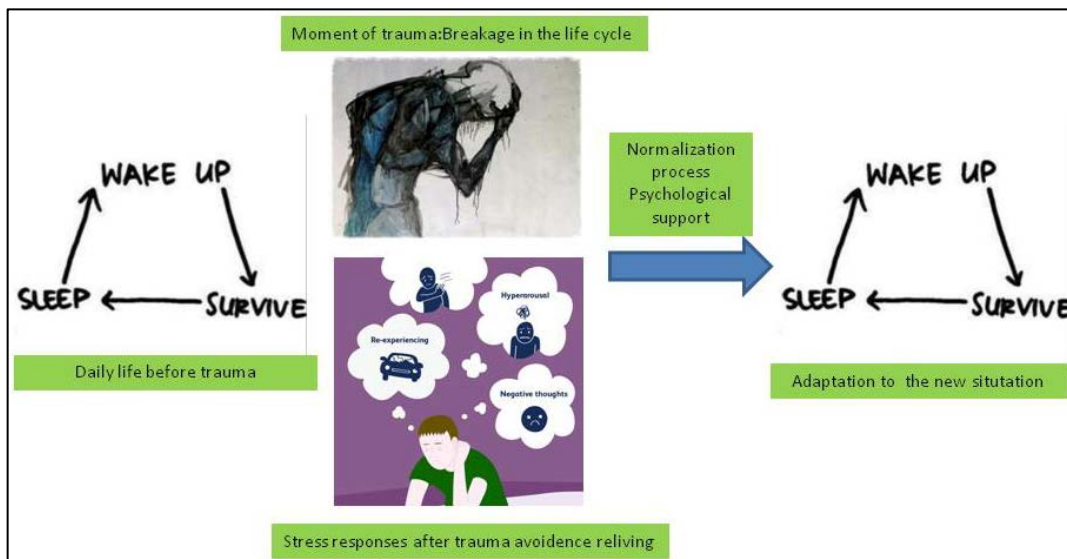 Moment of trauma:Breakage in the life cycle
WAKE UP
SLEEP
SURVIVE
Daily life before trauma
Hyperarousal
Re-experiencing
Negative thoughts
Stress responses after trauma avoidence reliving
Normalization
process
Psychological
support
WAKE UP
SLEEP
SURVIVE
Adaptation to the new situtation